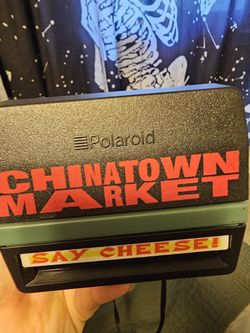 Polaroid
CHINATOWN
MARKET
SAY CHEESE!